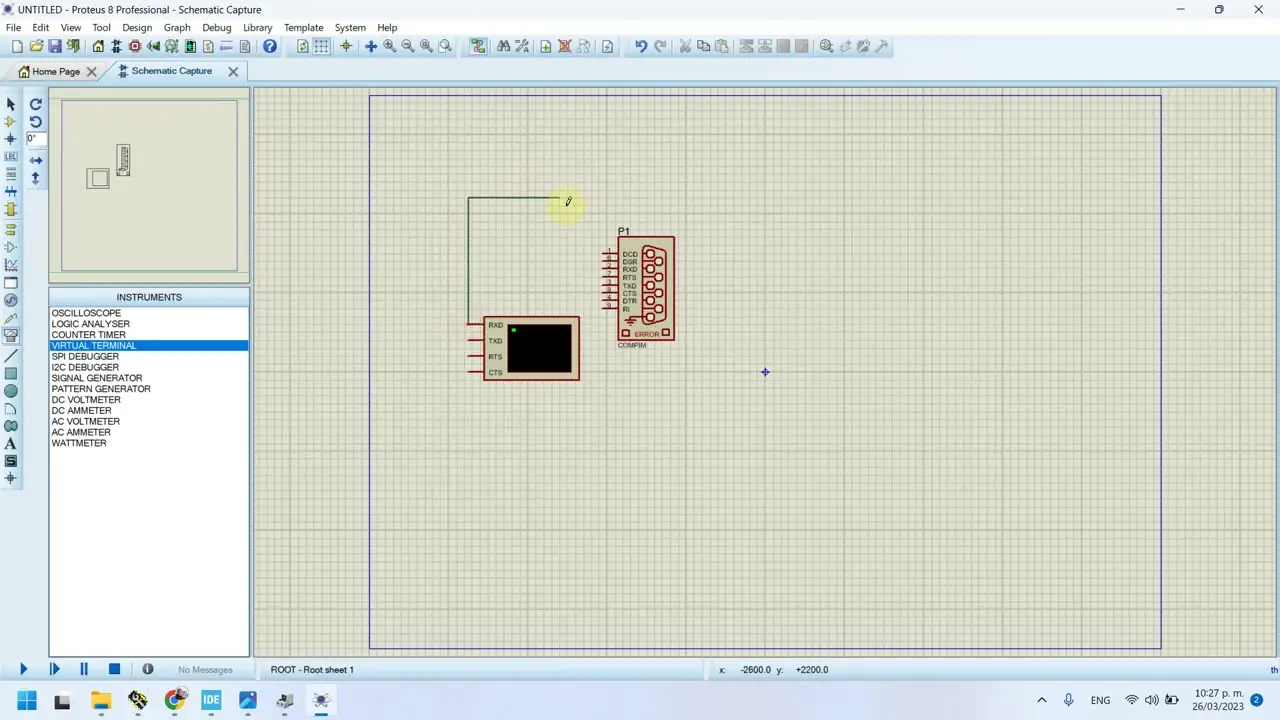 UNTITLED - Proteus 8 Professional - Schematic Capture
File Edit View Tool Design Graph Debug Library Template System Help
Home Page
Schematic Capture
0°
LBL
INSTRUMENTS
OSCILLOSCOPE
LOGIC ANALYSER
COUNTER TIMER
VIRTUAL TERMINAL
SPI DEBUGGER
I2C DEBUGGER
SIGNAL GENERATOR
PATTERN GENERATOR
DC VOLTMETER
DC AMMETER
AC VOLTMETER
AC AMMETER
WATTMETER
P1
DCD
DSR
RXD
RTS
TXD
CTS
DTR
RI
ERROR
COMPIM
RXD
TXD
RTS
CTS
No Messages
ROOT - Root sheet 1
x: -2600.0 y: +2200.0
th
IDE
ENG
10:27 p. m.
26/03/2023
2